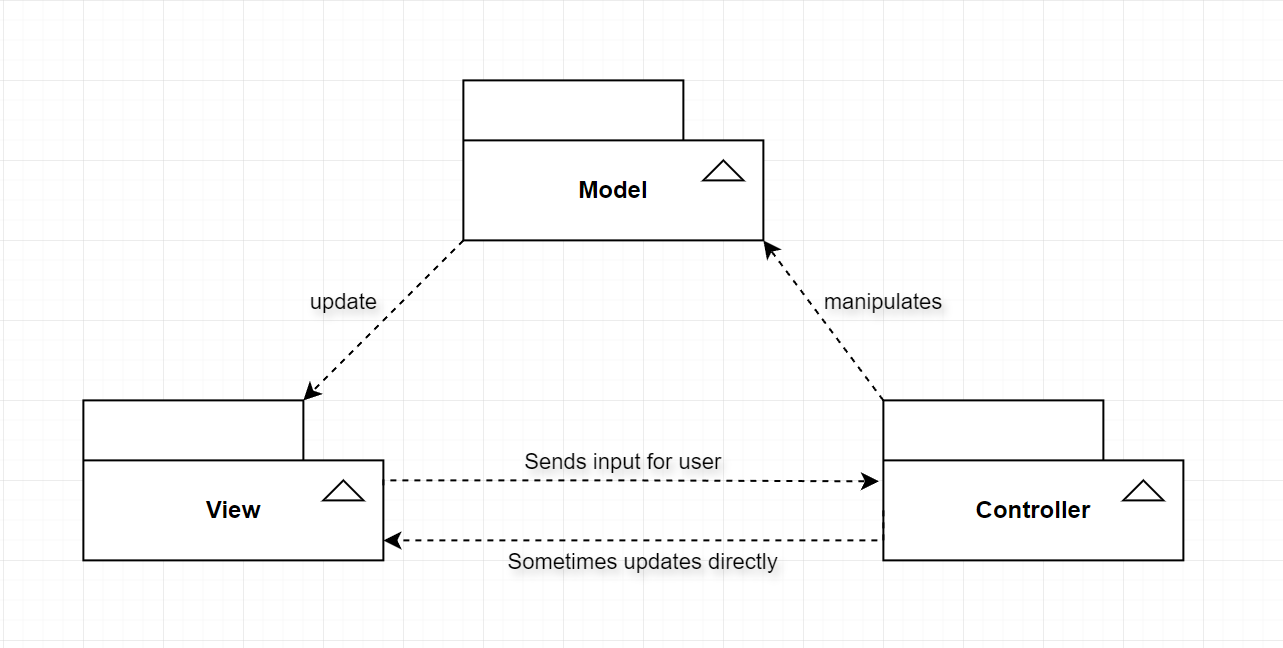 Model
update
manipulates
Sends input for user
View
Controller
Sometimes updates directly